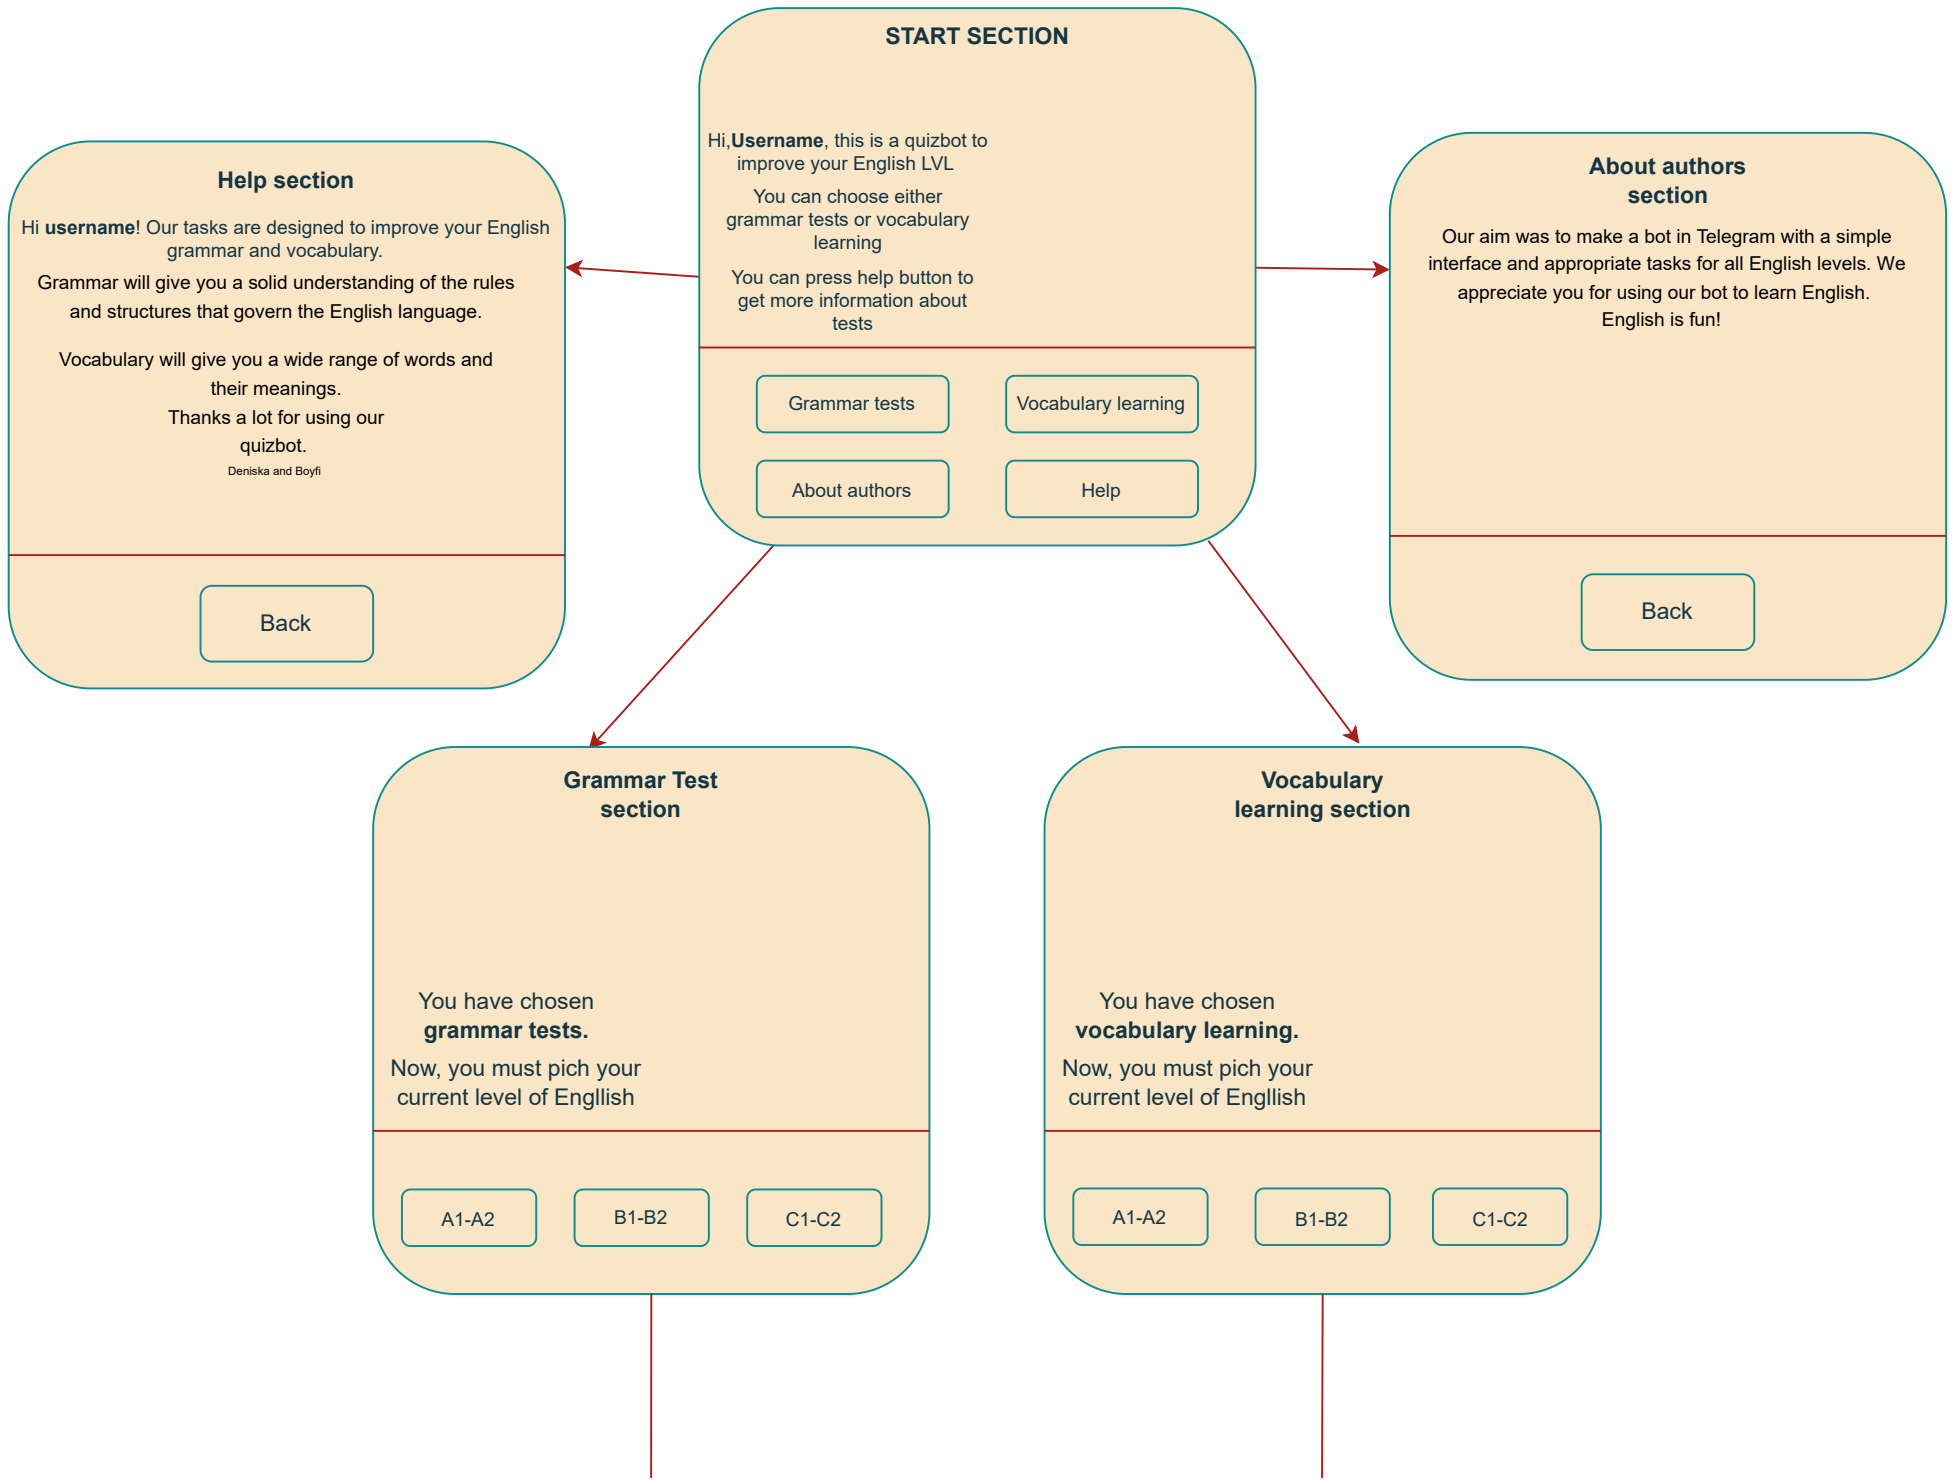 START SECTION
Hi,Username, this is a quizbot to
improve your English LVL
You can choose either
grammar tests or vocabulary
learning
You can press help button to
get more information about
tests
Grammar tests
Vocabulary learning
About authors
Help
Help section
Hi username! Our tasks are designed to improve your English
grammar and vocabulary.
Grammar will give you a solid understanding of the rules
and structures that govern the English language.
Vocabulary will give you a wide range of words and
their meanings.
Thanks a lot for using our
quizbot.
Deniska and Boyfi
Back
About authors
section
Our aim was to make a bot in Telegram with a simple
interface and appropriate tasks for all English levels. We
appreciate you for using our bot to learn English.
English is fun!
Back
Grammar Test
section
You have chosen
grammar tests.
Now, you must pich your
current level of Engllish
A1-A2
B1-B2
C1-C2
Vocabulary
learning section
You have chosen
vocabulary learning.
Now, you must pich your
current level of Engllish
A1-A2
B1-B2
C1-C2